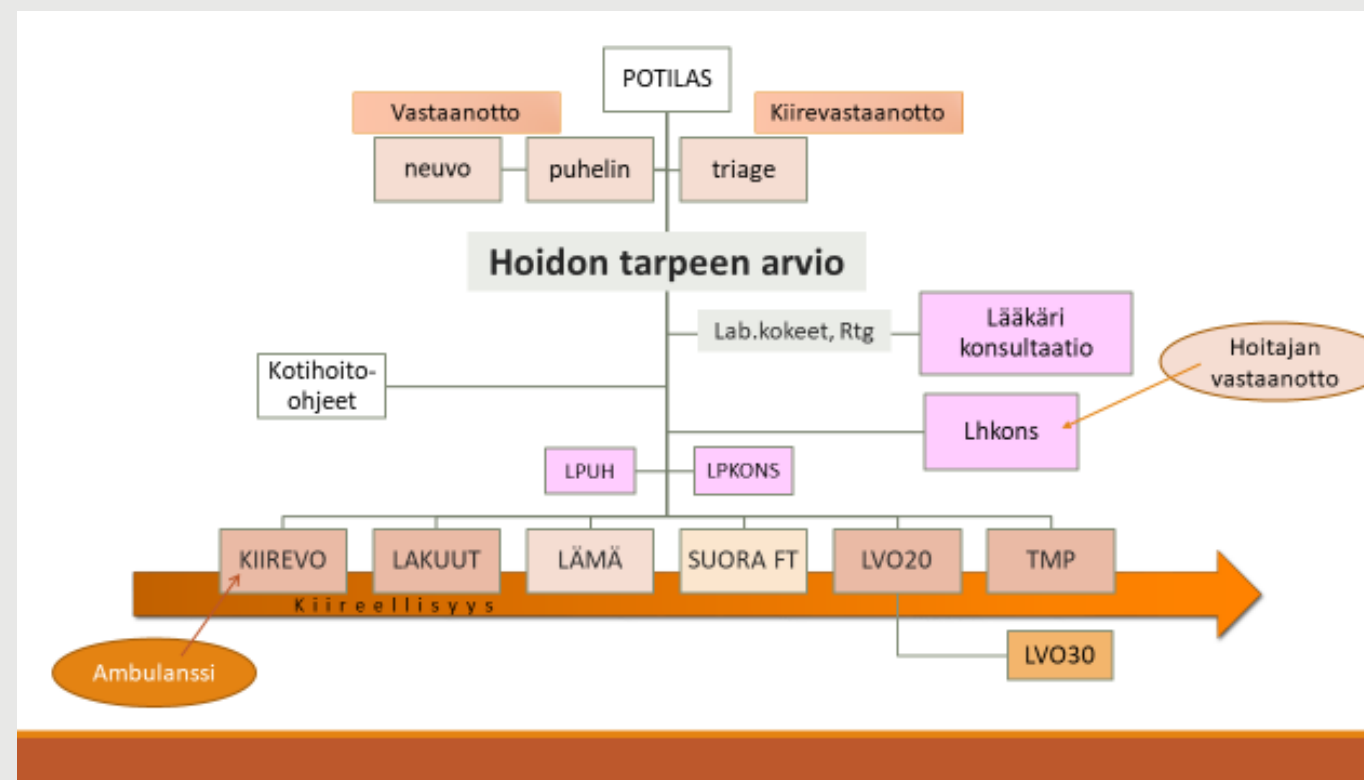 POTILAS
Vastaanotto
Kiirevastaanotto
neuvo
puhelin
triage
Hoidon tarpeen arvio
Lab.kokeet, Rtg
Lääkäri
konsultaatio
Hoitajan
vastaanotto
Kotihoito-
ohjeet
Lhkons
LPUH
LPKONS
KIIREVO
LAKUUT
LÄMÄ
SUORA FT
LVO20
TMP
Kiireellisyys
LVO30
Ambulanssi